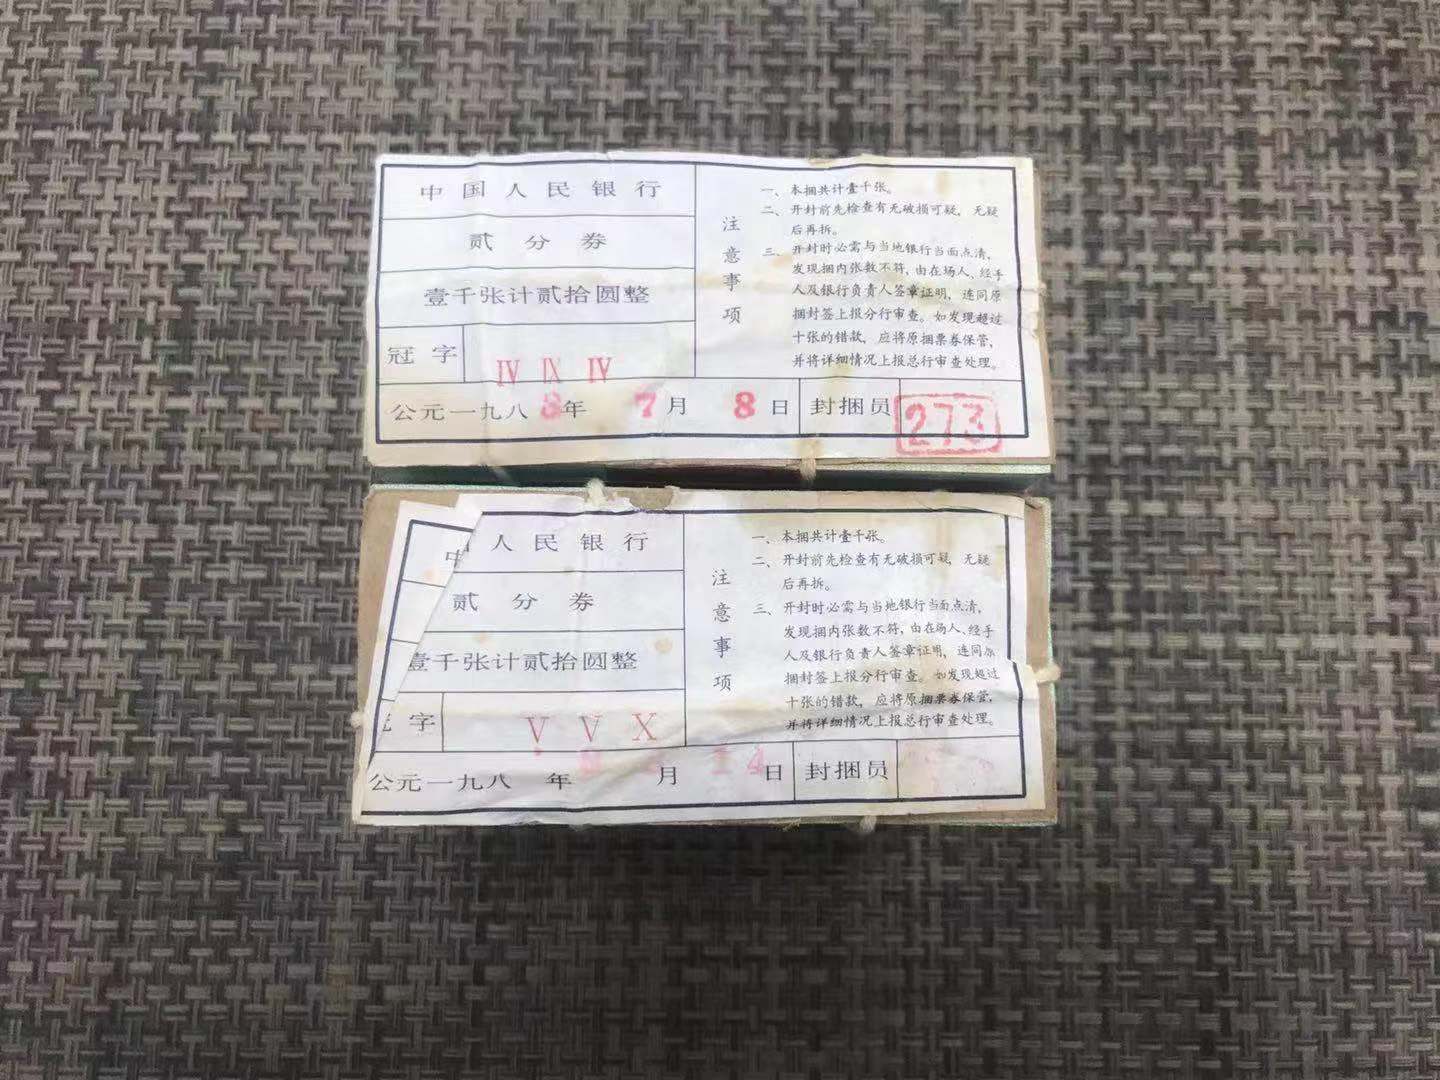 中国人民银行
贰分券
壹千张计贰拾圆整
冠字 IV IX IV
注意事项
一、本捆共计壹千张。
二、开封前先检查有无破损可疑，无疑
后再拆。
三、开封时必需与当地银行当面点清，
发现捆内张数不符，由在场人、经手
人及银行负责人签章证明，连同原
捆封签上报分行审查。如发现超过
十张的错款，应将原捆票券保管，
并将详细情况上报总行审查处理。
公元一九八8年 7月 8日 封捆员 273
人民银行
贰分券
壹千张计贰拾圆整
字 V V X
注意事项
一、本捆共计壹千张。
二、开封前先检查有无破损可疑，无疑
后再拆。
三、开封时必需与当地银行当面点清，
发现捆内张数不符，由在场人、经手
人及银行负责人签章证明，连同原
捆封签上报分行审查。如发现超过
十张的错款，应将原捆票券保管，
并将详细情况上报总行审查处理。
公元一九八 年 月 14日 封捆员